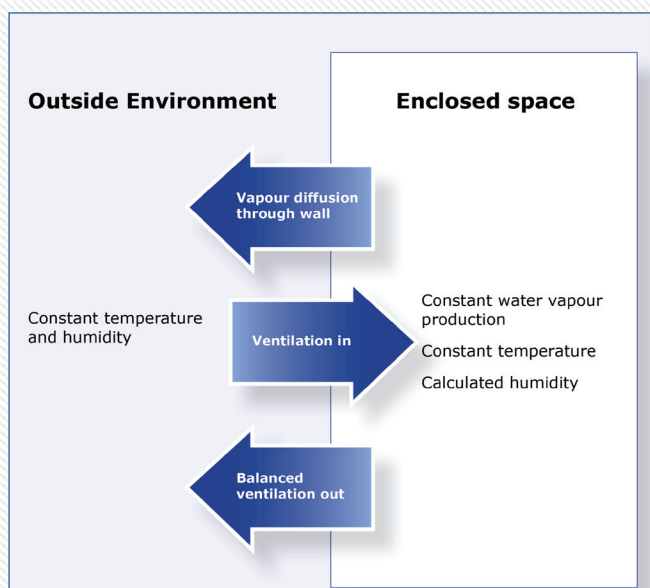 Outside Environment
Enclosed space
Vapour diffusion
through wall
Constant temperature
and humidity
Ventilation in
Constant water vapour
production
Constant temperature
Calculated humidity
Balanced
ventilation out